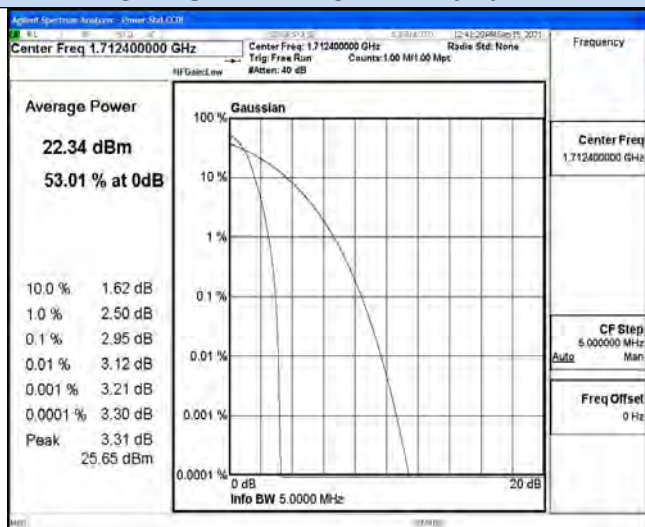 Agilent Spectrum Analyzer - Power Stat CCDF
Center Freq 1.712400000 GHz
Center Freq: 1.712400000 GHz
Radio Std: None
Trig: Free Run
Counts:1.00 M/1.00 Mpt
NFGain:Low
#Atten: 40 dB
Frequency
Average Power
22.34 dBm
53.01 % at 0dB
10.0 % 1.62 dB
1.0 % 2.50 dB
0.1 % 2.95 dB
0.01 % 3.12 dB
0.001 % 3.21 dB
0.0001 % 3.30 dB
Peak 3.31 dB
25.65 dBm
Gaussian
100 %
10 %
1 %
0.1 %
0.01 %
0.001 %
0.0001 %
0 dB
20 dB
Info BW 5.0000 MHz
Center Freq
1.712400000 GHz
CF Step
5.000000 MHz
Auto Man
Freq Offset
0 Hz